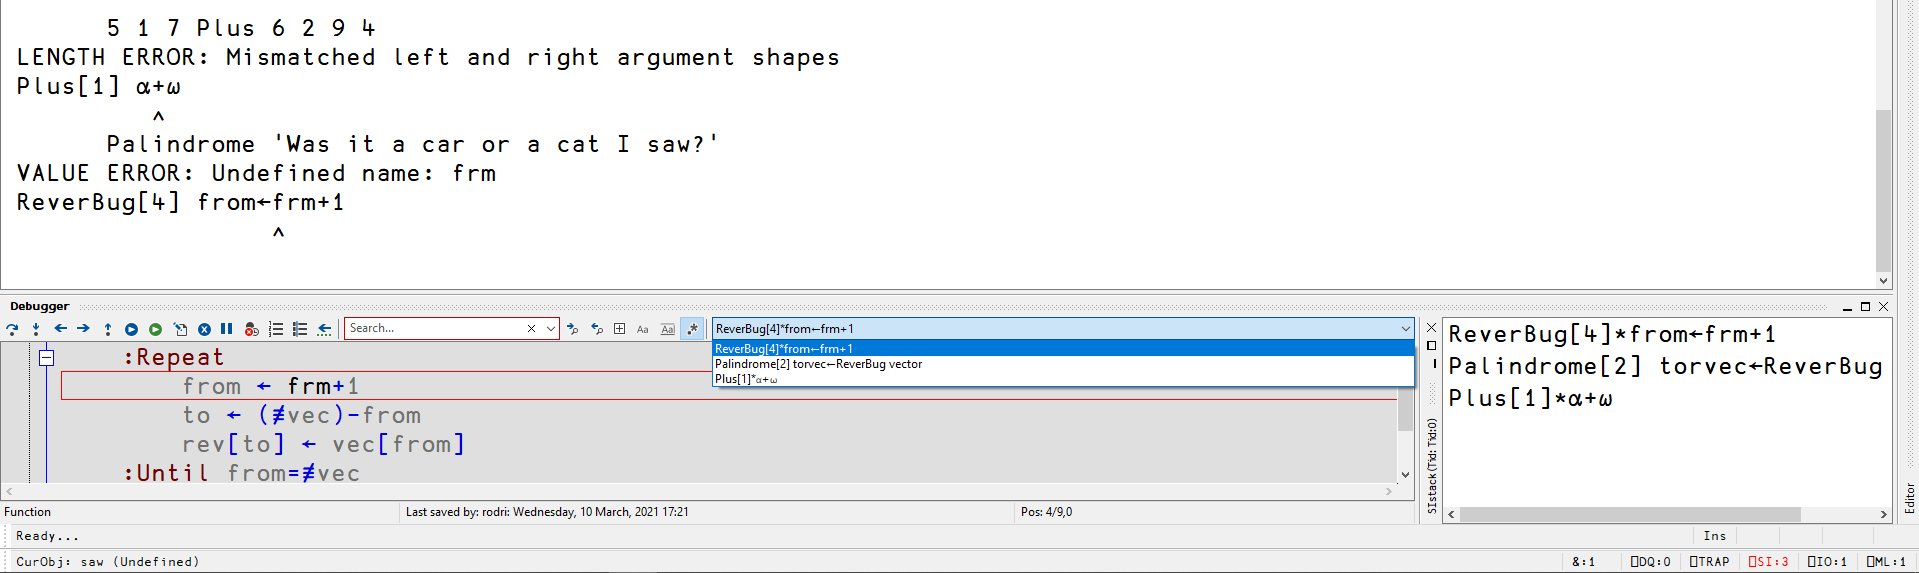 5 1 7 Plus 6 2 9 4
LENGTH ERROR: Mismatched left and right argument shapes
Plus[1] ⍺+⍵
^
Palindrome 'Was it a car or a cat I saw?'
VALUE ERROR: Undefined name: frm
ReverBug[4] from←frm+1
^
Debugger
Search...
Aa
Aa
.*
ReverBug[4]*from←frm+1
ReverBug[4]*from←frm+1
Palindrome[2] torvec←ReverBug vector
Plus[1]*⍺+⍵
:Repeat
from ← frm+1
to ← (≢vec)-from
rev[to] ← vec[from]
:Until from=≢vec
SIstack(Tid:Tid:0)
ReverBug[4]*from←frm+1
Palindrome[2] torvec←ReverBug
Plus[1]*⍺+⍵
Editor
Function
Last saved by: rodri: Wednesday, 10 March, 2021 17:21
Pos: 4/9,0
Ready...
Ins
CurObj: saw (Undefined)
&:1
⎕DQ:0
⎕TRAP
⎕SI:3
⎕IO:1
⎕ML:1